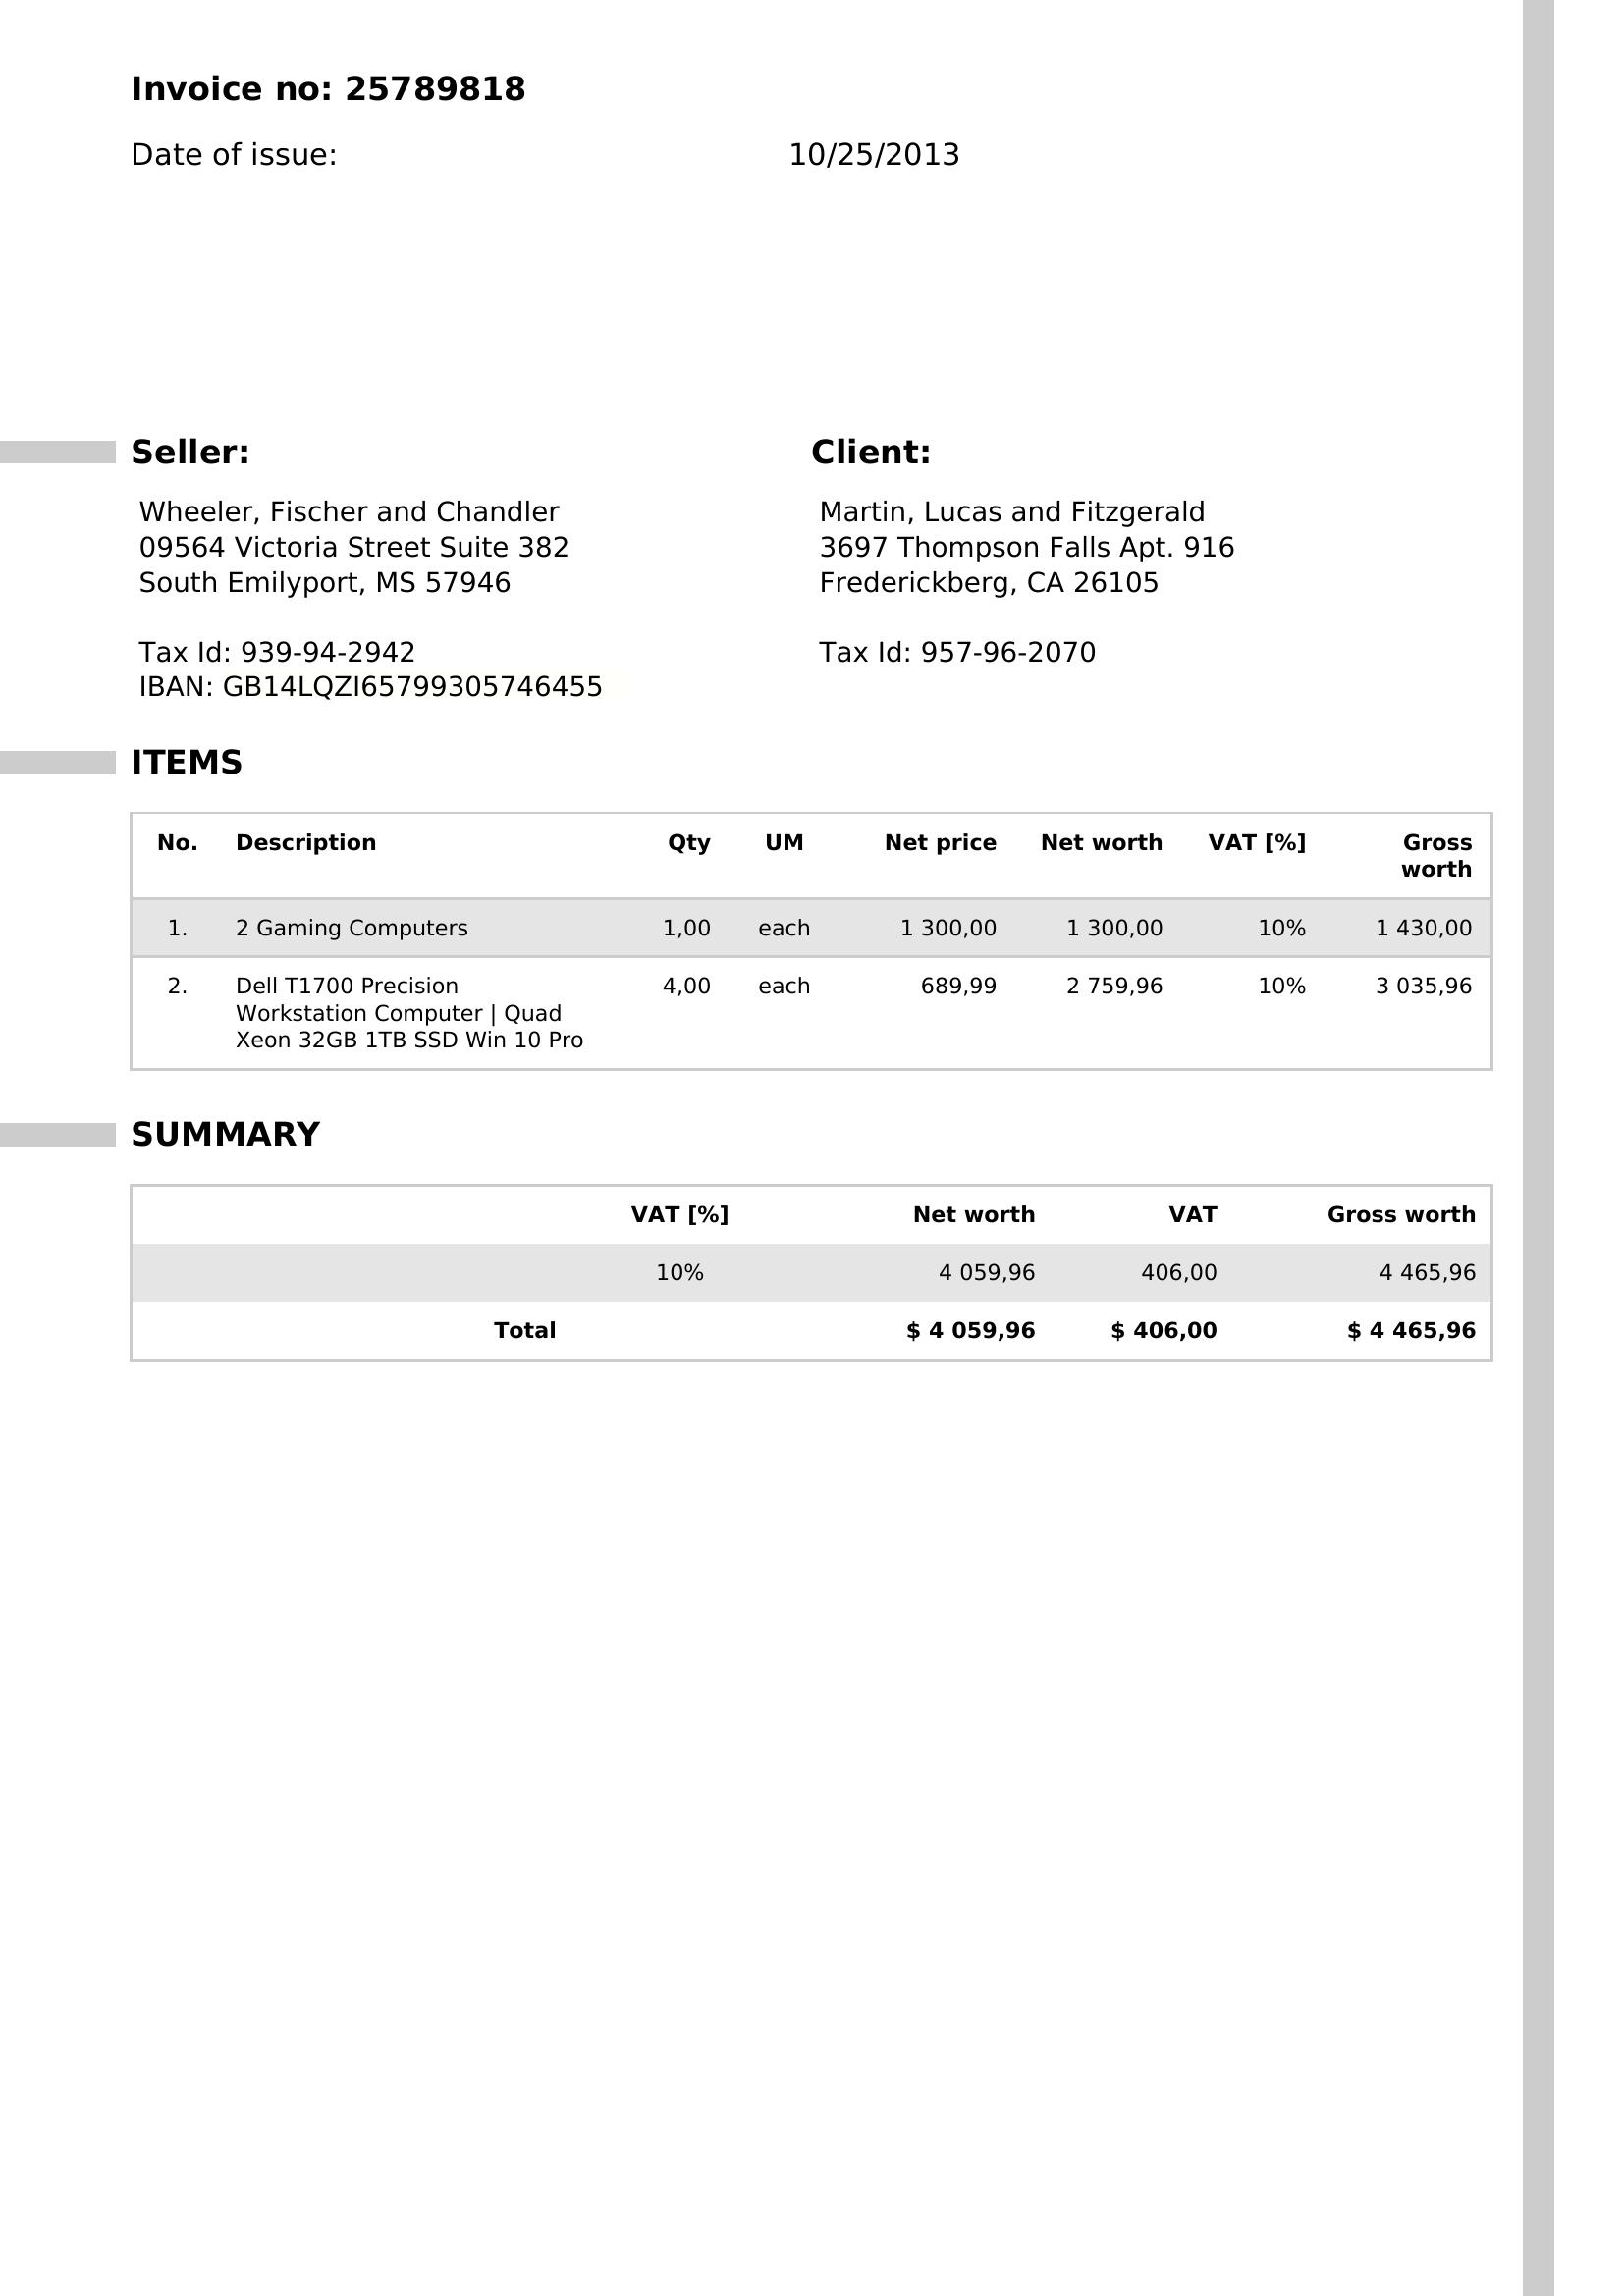 Invoice no: 25789818
Date of issue: 10/25/2013
Seller:
Wheeler, Fischer and Chandler
09564 Victoria Street Suite 382
South Emilyport, MS 57946
Tax Id: 939-94-2942
IBAN: GB14LQZI65799305746455
Client:
Martin, Lucas and Fitzgerald
3697 Thompson Falls Apt. 916
Frederickberg, CA 26105
Tax Id: 957-96-2070
ITEMS
No. Description Qty UM Net price Net worth VAT [%] Gross
worth
1. 2 Gaming Computers 1,00 each 1 300,00 1 300,00 10% 1 430,00
2. Dell T1700 Precision 4,00 each 689,99 2 759,96 10% 3 035,96
Workstation Computer | Quad
Xeon 32GB 1TB SSD Win 10 Pro
SUMMARY
VAT [%] Net worth VAT Gross worth
10% 4 059,96 406,00 4 465,96
Total $ 4 059,96 $ 406,00 $ 4 465,96